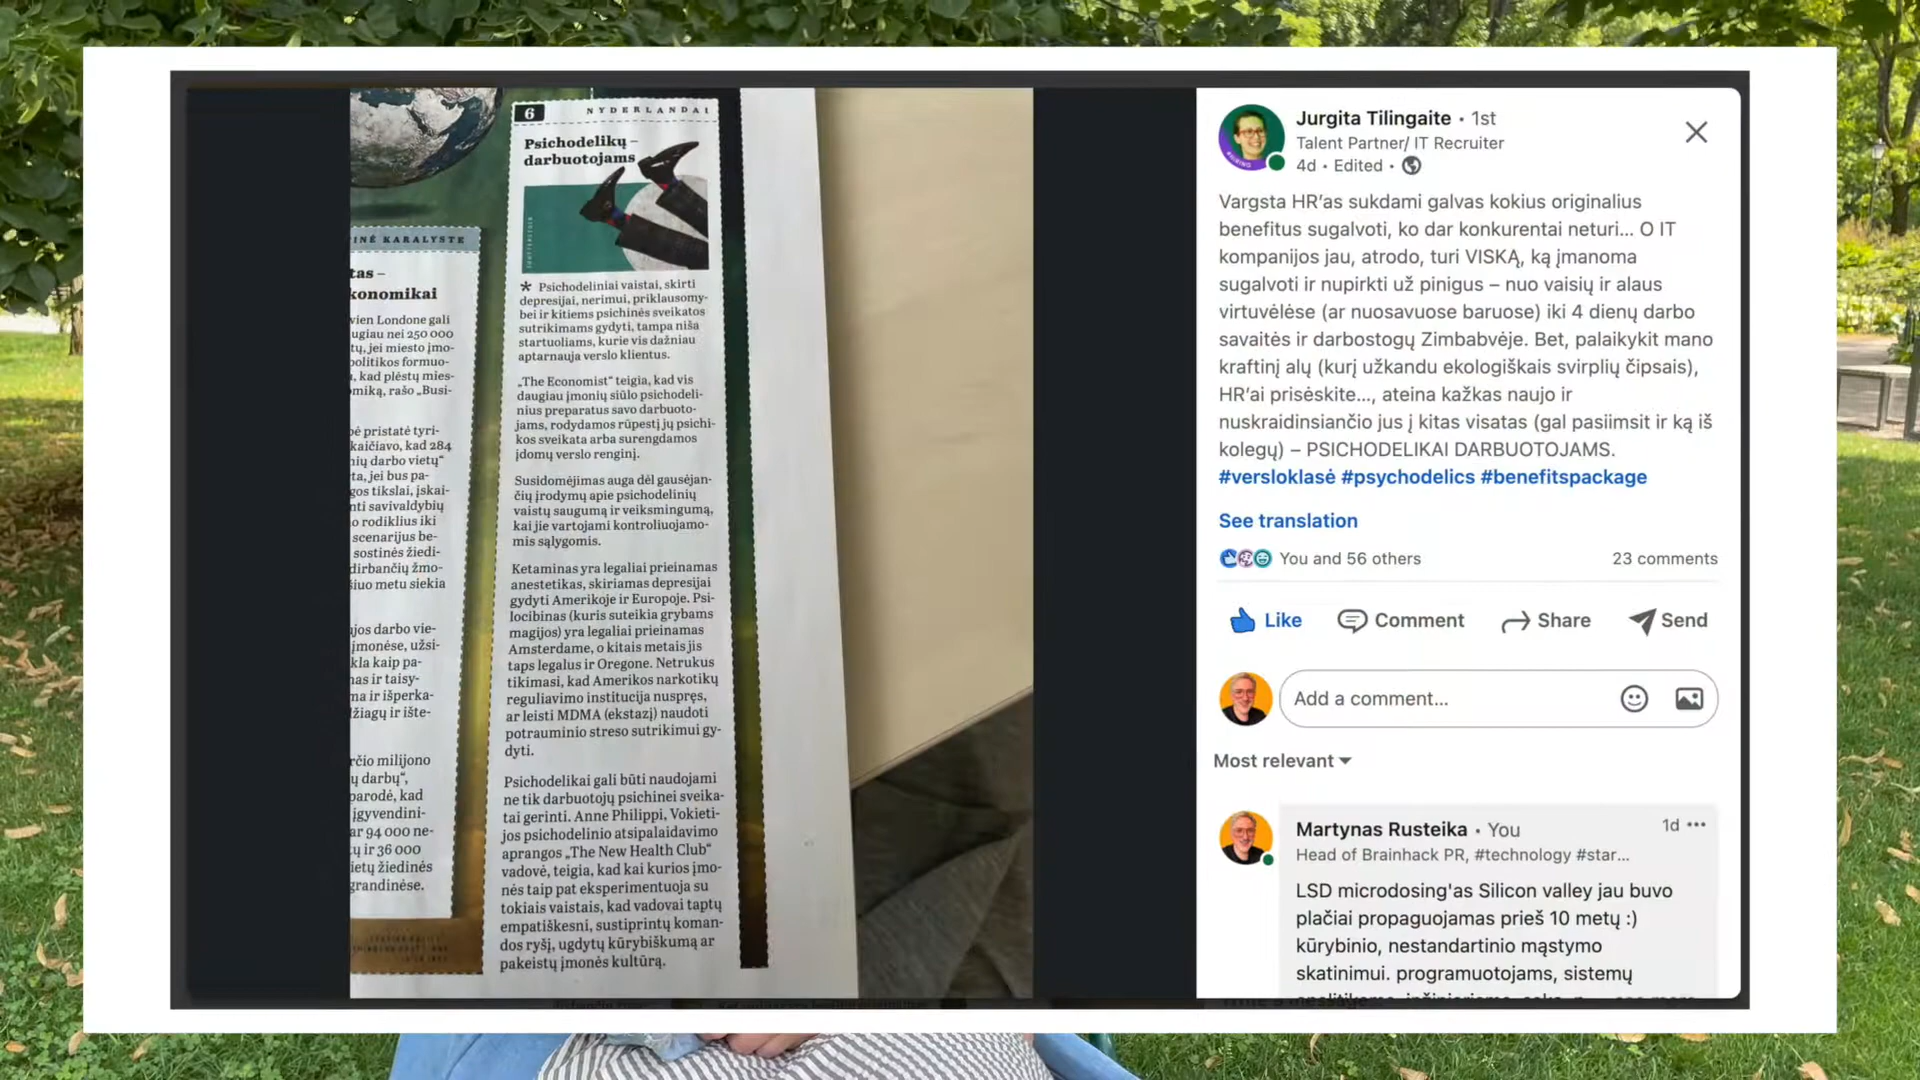 INĖ KARALYSTĖ
tas –
konomikai
vien Londone gali
ugiau nei 250 000
tų, jei miesto įmo-
politikos formuo-
, kad plėstų mies-
miką, rašo „Busi-
pė pristatė tyri-
kaičiavo, kad 284
nių darbo vietų“
ta, jei bus pa-
gos tikslai, įskai-
nti savivaldybių
o rodiklius iki
scenarijus be-
sostinės žiedi-
dirbančių žmo-
šiuo metu siekia
jos darbo vie-
įmonėse, užsi-
kla kaip pa-
nas ir taisy-
ma ir išperka-
džiagų ir ište-
rčio milijono
ų darbų“,
parodė, kad
įgyvendini-
ar 94 000 ne-
tų ir 36 000
ietų žiedinės
grandinėse.
6 NYDERLANDAI
Psichodelikų –
darbuotojams
* Psichodeliniai vaistai, skirti
depresijai, nerimui, priklausomy-
bei ir kitiems psichinės sveikatos
sutrikimams gydyti, tampa niša
startuoliams, kurie vis dažniau
aptarnauja verslo klientus.
„The Economist“ teigia, kad vis
daugiau įmonių siūlo psichodeli-
nius preparatus savo darbuoto-
jams, rodydamos rūpestį jų psichi-
kos sveikata arba surengdamos
įdomų verslo renginį.
Susidomėjimas auga dėl gausėjan-
čių įrodymų apie psichodelinių
vaistų saugumą ir veiksmingumą,
kai jie vartojami kontroliuojamo-
mis sąlygomis.
Ketaminas yra legaliai prieinamas
anestetikas, skiriamas depresijai
gydyti Amerikoje ir Europoje. Psi-
locibinas (kuris suteikia grybams
magijos) yra legaliai prieinamas
Amsterdame, o kitais metais jis
taps legalus ir Oregone. Netrukus
tikimasi, kad Amerikos narkotikų
reguliavimo institucija nuspręs,
ar leisti MDMA (ekstazį) naudoti
potrauminio streso sutrikimui gy-
dyti.
Psichodelikai gali būti naudojami
ne tik darbuotojų psichinei sveika-
tai gerinti. Anne Philippi, Vokieti-
jos psichodelinio atsipalaidavimo
aprangos „The New Health Club“
vadovė, teigia, kad kai kurios įmo-
nės taip pat eksperimentuoja su
tokiais vaistais, kad vadovai taptų
empatiškesni, sustiprintų koman-
dos ryšį, ugdytų kūrybiškumą ar
pakeistų įmonės kultūrą.
Jurgita Tilingaite • 1st
Talent Partner/ IT Recruiter
4d • Edited •
Vargsta HR‘as sukdami galvas kokius originalius
benefitus sugalvoti, ko dar konkurentai neturi... O IT
kompanijos jau, atrodo, turi VISKĄ, ką įmanoma
sugalvoti ir nupirkti už pinigus – nuo vaisių ir alaus
virtuvėlėse (ar nuosavuose baruose) iki 4 dienų darbo
savaitės ir darbostogų Zimbabvėje. Bet, palaikykit mano
kraftinį alų (kurį užkandu ekologiškais svirplių čipsais),
HR‘ai prisėskite..., ateina kažkas naujo ir
nuskraidinsiančio jus į kitas visatas (gal pasiimsit ir ką iš
kolegų) – PSICHODELIKAI DARBUOTOJAMS.
#versloklasė #psychodelics #benefitspackage
See translation
You and 56 others 23 comments
Like Comment Share Send
Add a comment...
Most relevant
Martynas Rusteika • You 1d
Head of Brainhack PR, #technology #star...
LSD microdosing'as Silicon valley jau buvo
plačiai propaguojamas prieš 10 metų :)
kūrybinio, nestandartinio mąstymo
skatinimui. programuotojams, sistemų